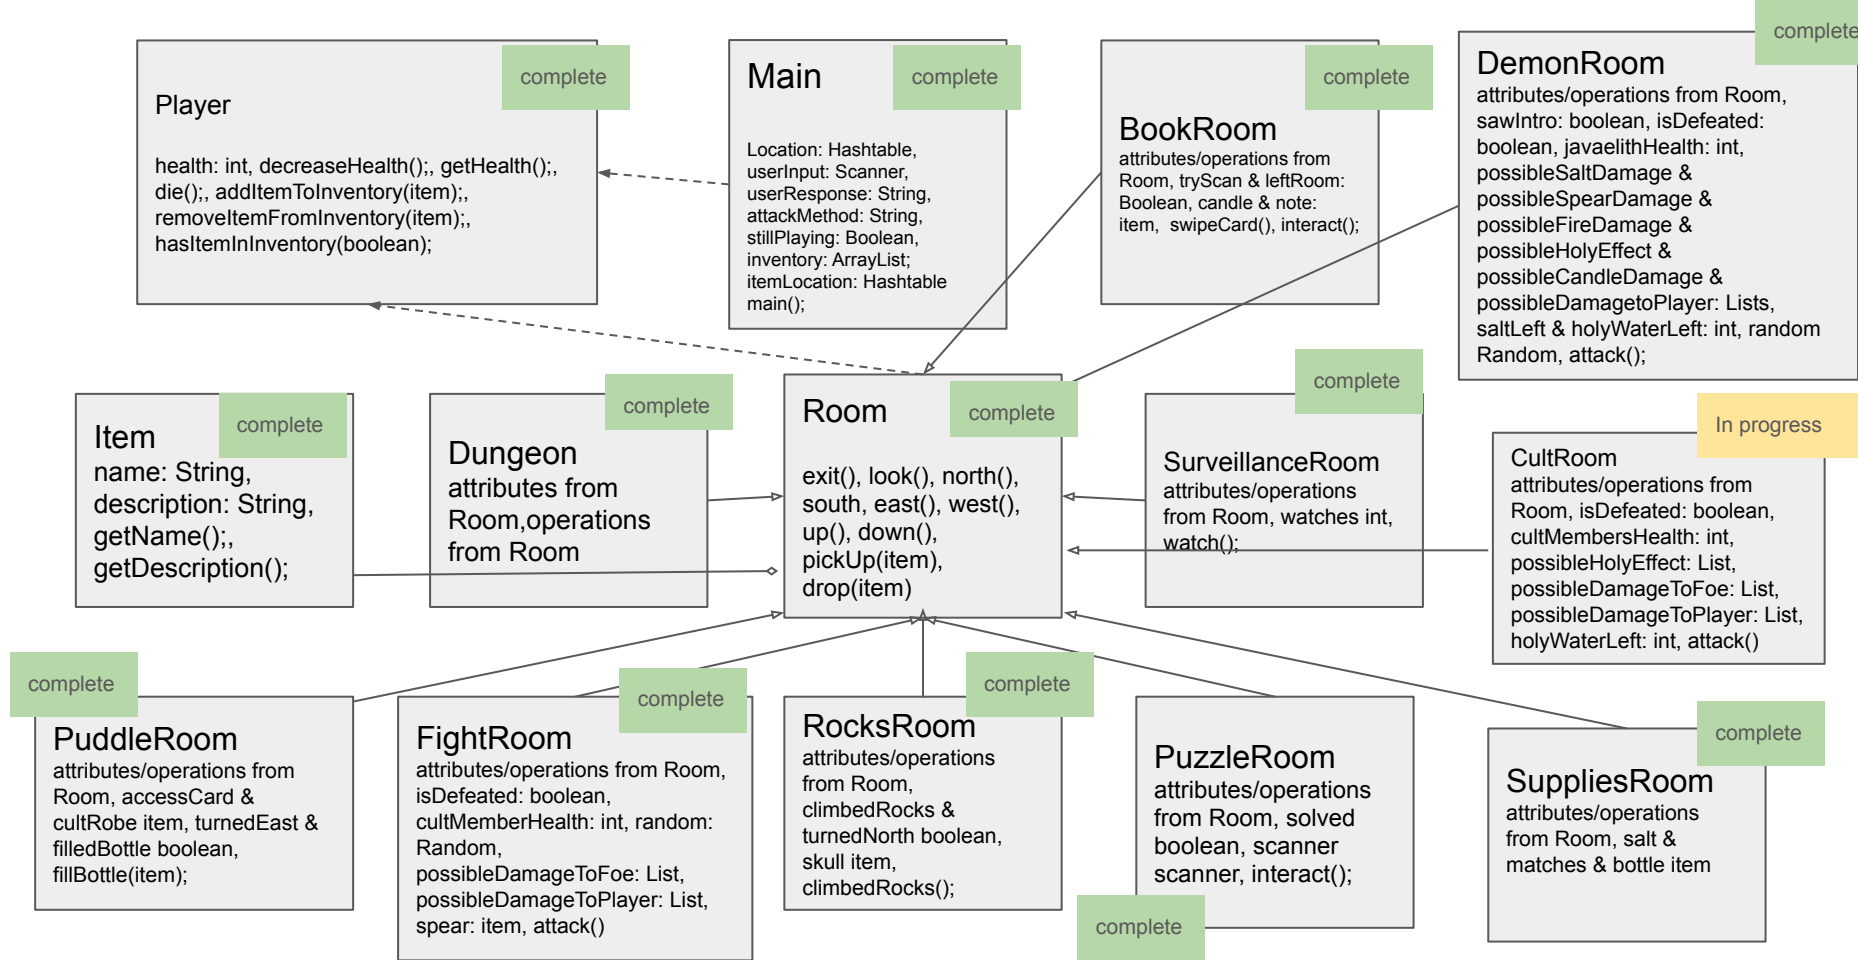 complete
Player
health: int, decreaseHealth();, getHealth();,
die();, addItemToInventory(item);,
removeItemFromInventory(item);,
hasItemInInventory(boolean);
complete
Main
Location: Hashtable,
userInput: Scanner,
userResponse: String,
attackMethod: String,
stillPlaying: Boolean,
inventory: ArrayList;
itemLocation: Hashtable
main();
complete
BookRoom
attributes/operations from
Room, tryScan & leftRoom:
Boolean, candle & note:
item,  swipeCard(), interact();
complete
DemonRoom
attributes/operations from Room,
sawIntro: boolean, isDefeated:
boolean, javaelithHealth: int,
possibleSaltDamage &
possibleSpearDamage &
possibleFireDamage &
possibleHolyEffect &
possibleCandleDamage &
possibleDamagetoPlayer: Lists,
saltLeft & holyWaterLeft: int, random
Random, attack();
complete
Item
name: String,
description: String,
getName();,
getDescription();
complete
Dungeon
attributes from
Room,operations
from Room
complete
Room
exit(), look(), north(),
south, east(), west(),
up(), down(),
pickUp(item),
drop(item)
complete
SurveillanceRoom
attributes/operations
from Room, watches int,
watch();
In progress
CultRoom
attributes/operations from
Room, isDefeated: boolean,
cultMembersHealth: int,
possibleHolyEffect: List,
possibleDamageToFoe: List,
possibleDamageToPlayer: List,
holyWaterLeft: int, attack()
complete
PuddleRoom
attributes/operations from
Room, accessCard &
cultRobe item, turnedEast &
filledBottle boolean,
fillBottle(item);
complete
FightRoom
attributes/operations from Room,
isDefeated: boolean,
cultMemberHealth: int, random:
Random,
possibleDamageToFoe: List,
possibleDamageToPlayer: List,
spear: item, attack()
complete
RocksRoom
attributes/operations
from Room,
climbedRocks &
turnedNorth boolean,
skull item,
climbedRocks();
PuzzleRoom
attributes/operations
from Room, solved
boolean, scanner
scanner, interact();
complete
complete
SuppliesRoom
attributes/operations
from Room, salt &
matches & bottle item